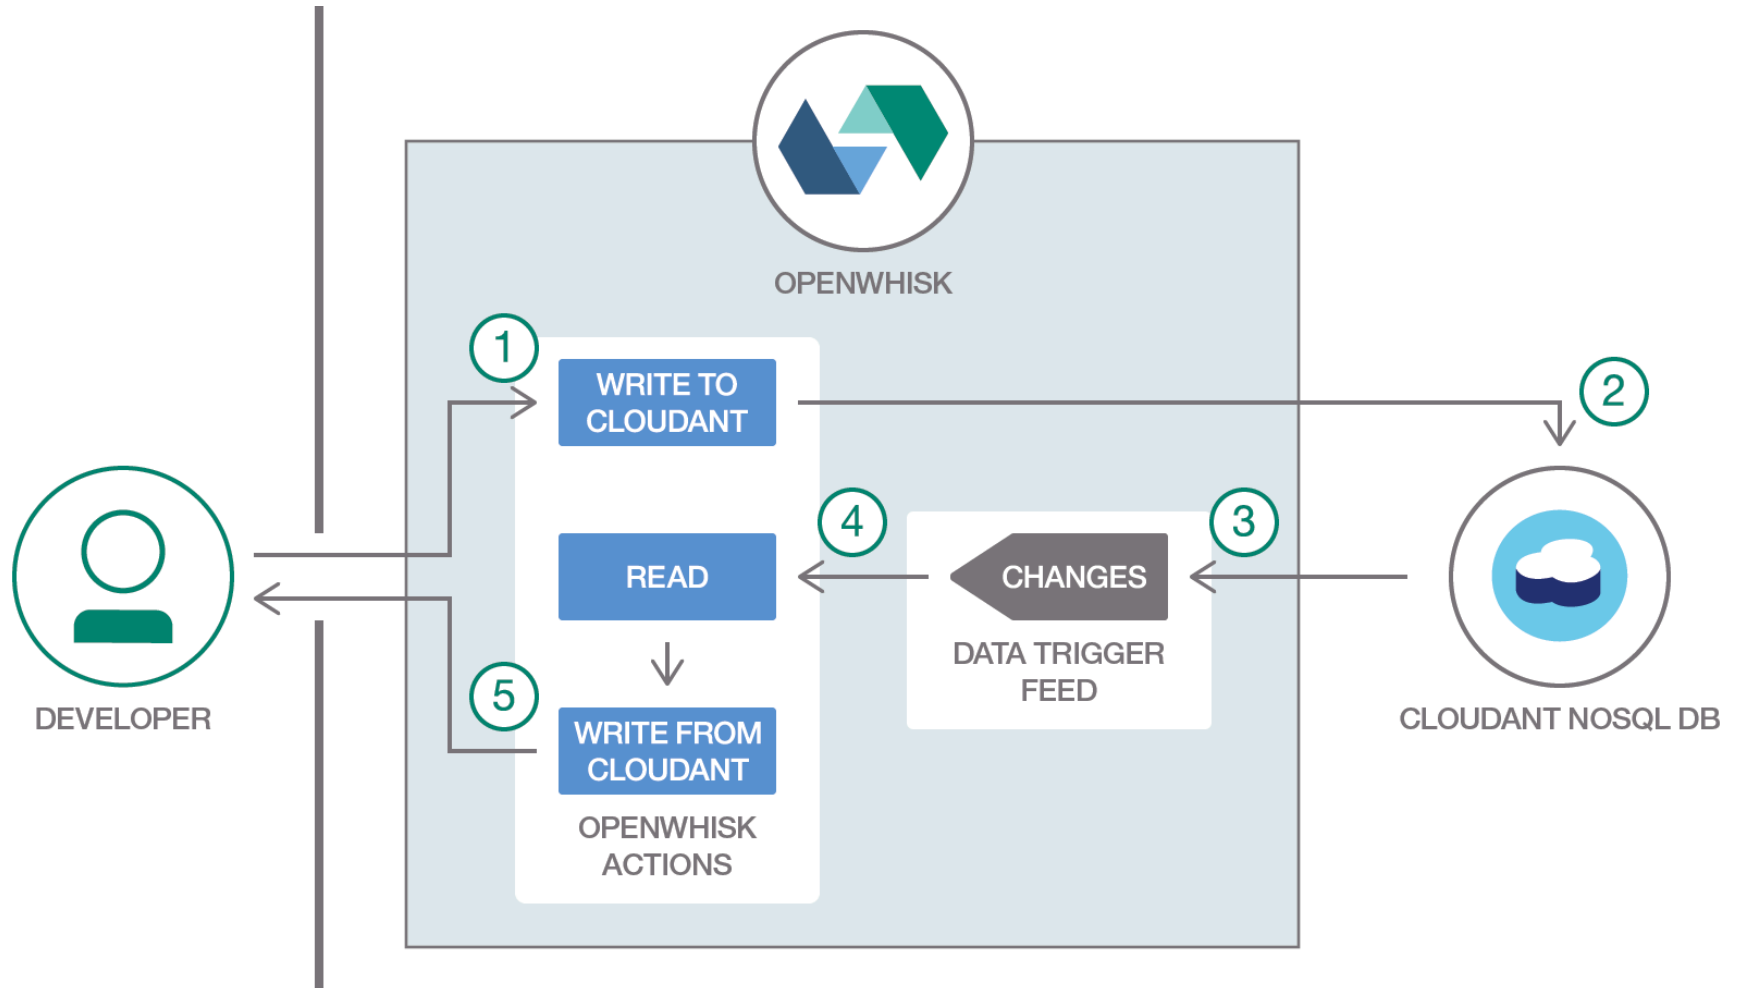 OPENWHISK
1
WRITE TO
CLOUDANT
2
READ
4
CHANGES
3
DATA TRIGGER
FEED
5
WRITE FROM
CLOUDANT
OPENWHISK
ACTIONS
DEVELOPER
CLOUDANT NOSQL DB